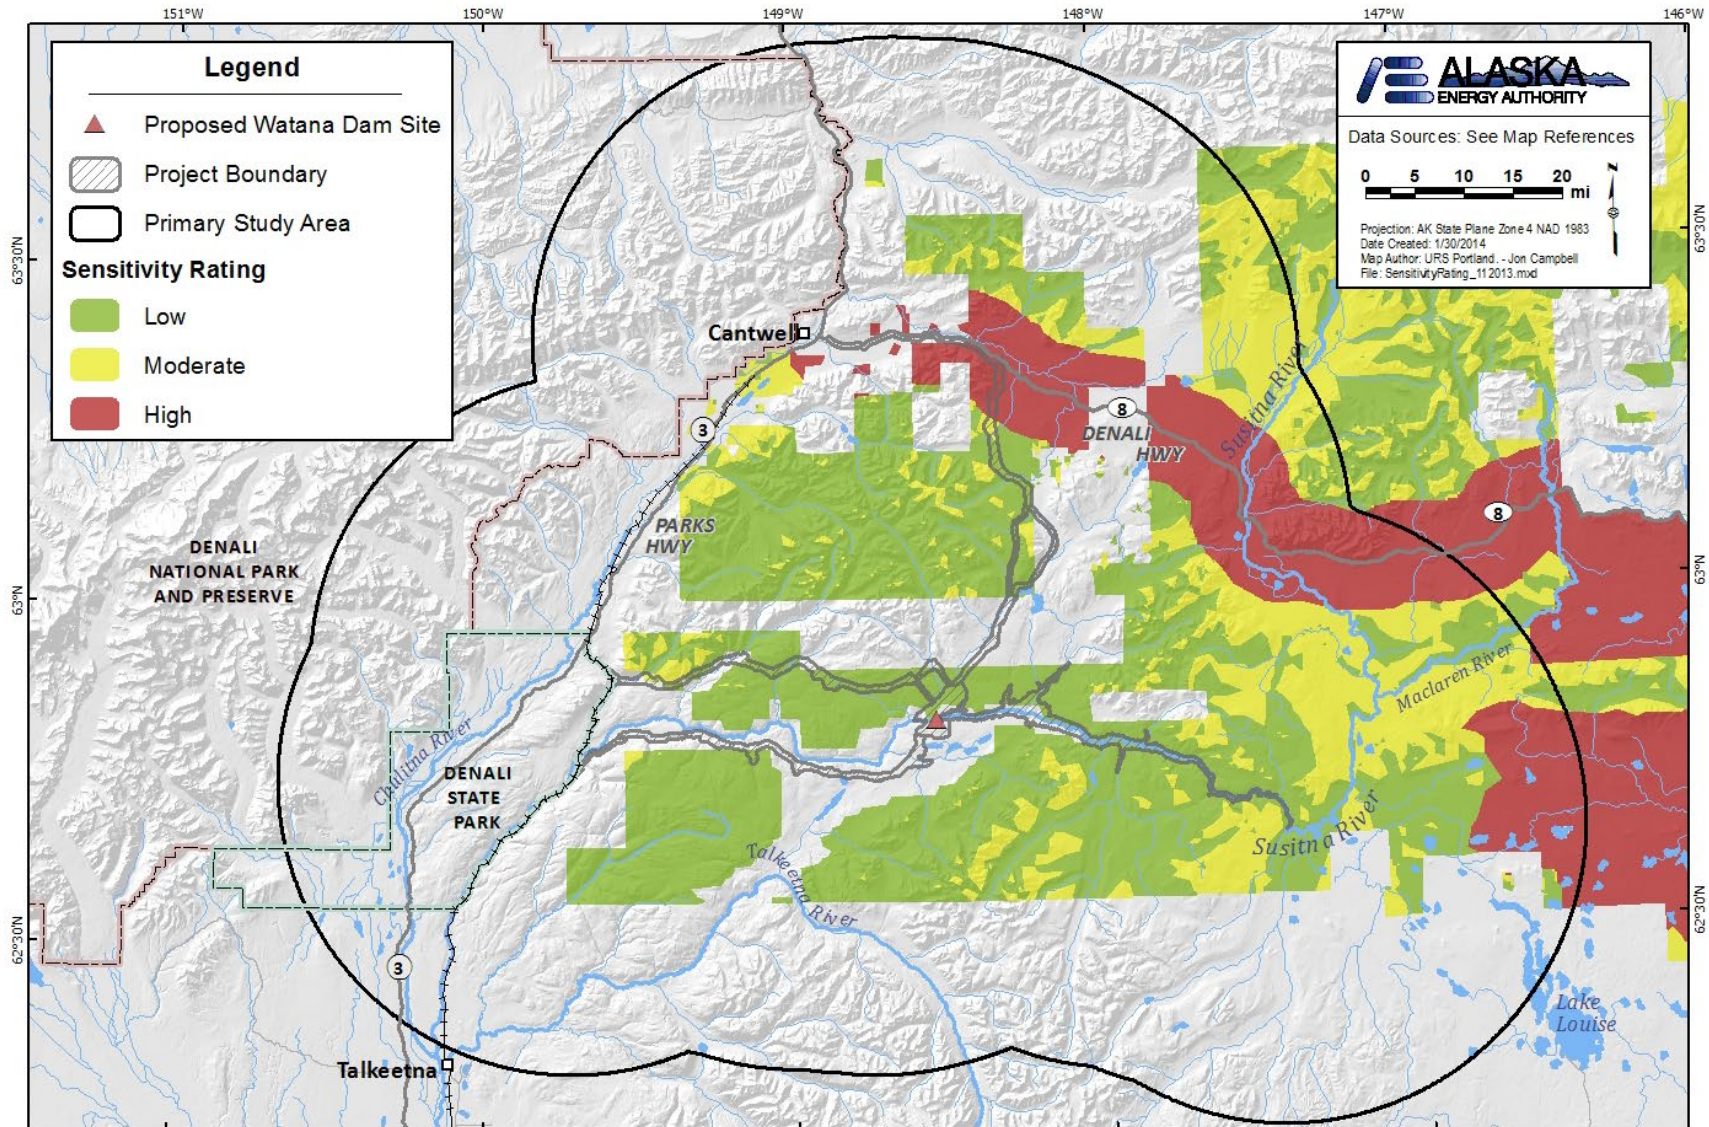 151°W 150°W 149°W 148°W 147°W 146°W
Legend
Proposed Watana Dam Site
Project Boundary
Primary Study Area
Sensitivity Rating
Low
Moderate
High
ALASKA
ENERGY AUTHORITY
Data Sources: See Map References
0 5 10 15 20 mi
N
Projection: AK State Plane Zone 4 NAD 1983
Date Created: 1/30/2014
Map Author: URS Portland. - Jon Campbell
File: SensitivityRating_112013.mxd
63°30'N
63°30'N
Cantwell
3
8
DENALI
HWY
Susitna River
8
PARKS
HWY
DENALI
NATIONAL PARK
AND PRESERVE
63°N
63°N
Maclaren River
Chulitna River
DENALI
STATE
PARK
Susitna River
Talkeetna River
62°30'N
62°30'N
3
Lake
Louise
Talkeetna